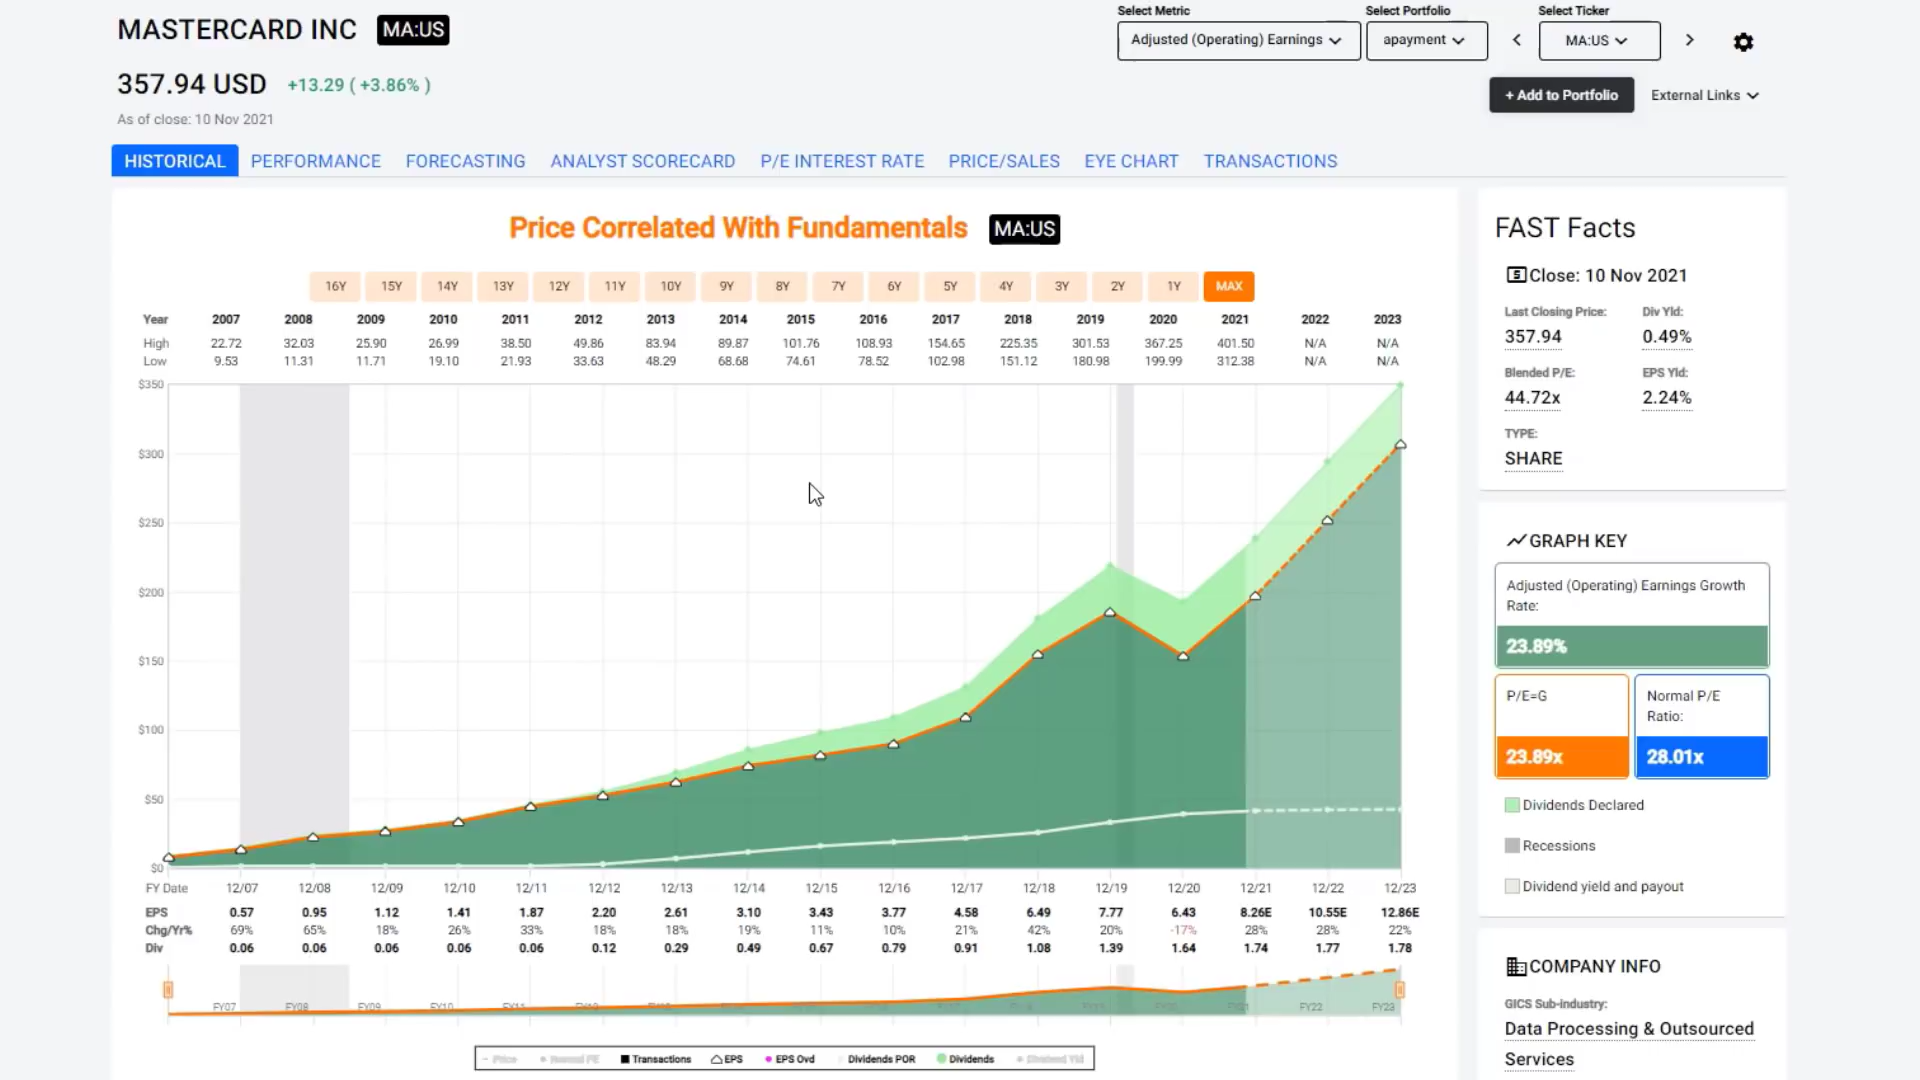 MASTERCARD INC MA:US
Select Metric Select Portfolio Select Ticker
Adjusted (Operating) Earnings apayment MA:US
357.94 USD +13.29 ( +3.86% )
+ Add to Portfolio External Links
As of close: 10 Nov 2021
HISTORICAL PERFORMANCE FORECASTING ANALYST SCORECARD P/E INTEREST RATE PRICE/SALES EYE CHART TRANSACTIONS
Price Correlated With Fundamentals MA:US
16Y 15Y 14Y 13Y 12Y 11Y 10Y 9Y 8Y 7Y 6Y 5Y 4Y 3Y 2Y 1Y MAX
Year 2007 2008 2009 2010 2011 2012 2013 2014 2015 2016 2017 2018 2019 2020 2021 2022 2023
High 22.72 32.03 25.90 26.99 38.50 49.86 83.94 89.87 101.76 108.93 154.65 225.35 301.53 367.25 401.50 N/A N/A
Low 9.53 11.31 11.71 19.10 21.93 33.63 48.29 68.68 74.61 78.52 102.98 151.12 180.98 199.99 312.38 N/A N/A
$350
$300
$250
$200
$150
$100
$50
$0
FY Date 12/07 12/08 12/09 12/10 12/11 12/12 12/13 12/14 12/15 12/16 12/17 12/18 12/19 12/20 12/21 12/22 12/23
EPS 0.57 0.95 1.12 1.41 1.87 2.20 2.61 3.10 3.43 3.77 4.58 6.49 7.77 6.43 8.26E 10.55E 12.86E
Chg/Yr% 69% 65% 18% 26% 33% 18% 18% 19% 11% 10% 21% 42% 20% -17% 28% 28% 22%
Div 0.06 0.06 0.06 0.06 0.06 0.12 0.29 0.49 0.67 0.79 0.91 1.08 1.39 1.64 1.74 1.77 1.78
FY07 FY08 FY09 FY10 FY11 FY22 FY23
Price Normal PE Transactions EPS EPS Ovd Dividends POR Dividends Dividend Yld
FAST Facts
Close: 10 Nov 2021
Last Closing Price: Div Yld:
357.94 0.49%
Blended P/E: EPS Yld:
44.72x 2.24%
TYPE:
SHARE
GRAPH KEY
Adjusted (Operating) Earnings Growth
Rate:
23.89%
P/E=G Normal P/E
Ratio:
23.89x 28.01x
Dividends Declared
Recessions
Dividend yield and payout
COMPANY INFO
GICS Sub-industry:
Data Processing & Outsourced
Services